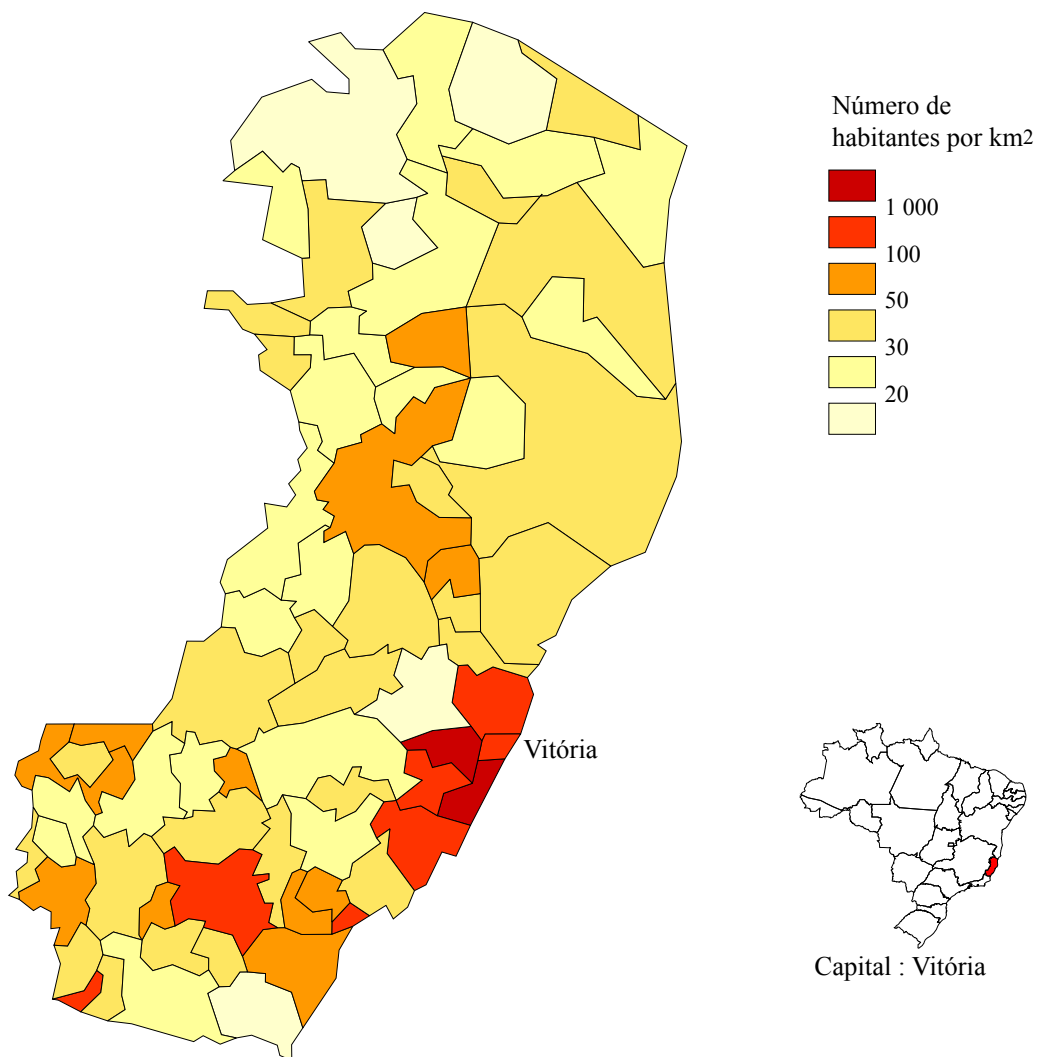 Número de
habitantes por km2
1 000
100
50
30
20
Vitória
Capital : Vitória